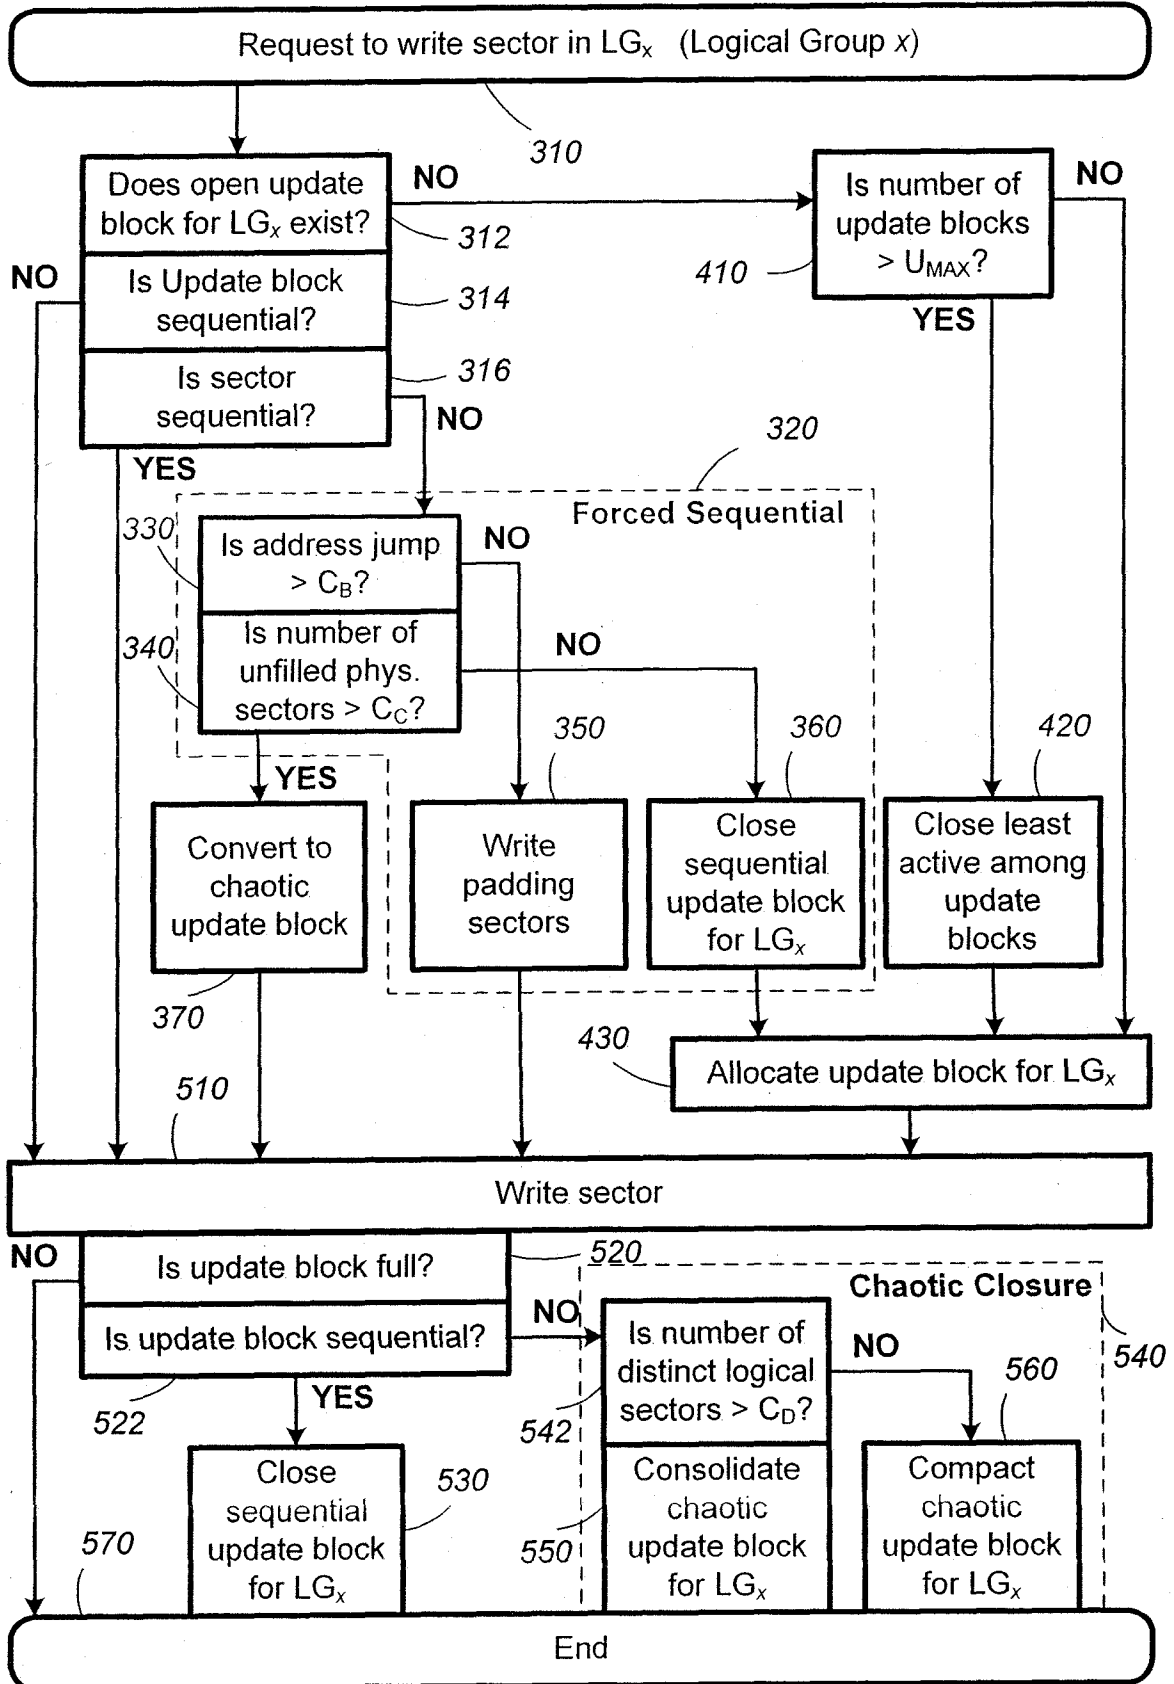 Request to write sector in LGx (Logical Group x)
310
Does open update
block for LGx exist?
NO
312
Is number of
update blocks
> UMAX?
NO
410
YES
NO
Is Update block
sequential?
314
Is sector
sequential?
316
NO
YES
320
Forced Sequential
330
Is address jump
> CB?
NO
340
Is number of
unfilled phys.
sectors > CC?
NO
YES
350
360
420
Convert to
chaotic
update block
370
Write
padding
sectors
Close
sequential
update block
for LGx
Close least
active among
update
blocks
430
Allocate update block for LGx
510
Write sector
NO
Is update block full?
520
Is update block sequential?
NO
522
YES
Chaotic Closure
540
Is number of
distinct logical
sectors > CD?
NO
542
560
Close
sequential
update block
for LGx
530
Consolidate
chaotic
update block
for LGx
550
Compact
chaotic
update block
for LGx
570
End